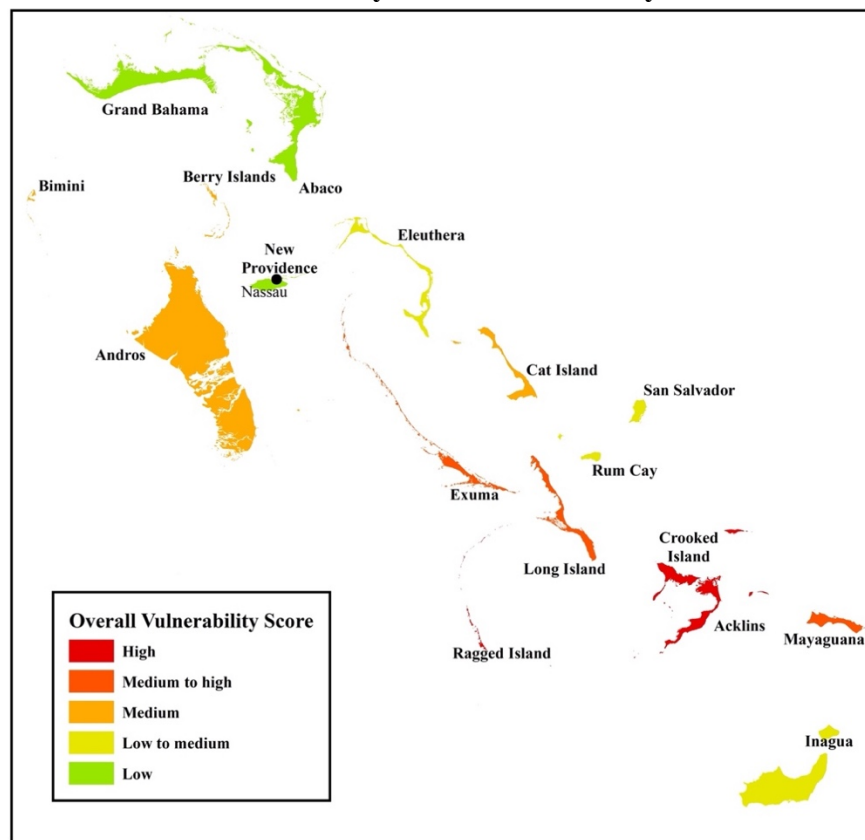 Grand Bahama
Bimini
Berry Islands
Abaco
Eleuthera
New
Providence
Nassau
Andros
Cat Island
San Salvador
Rum Cay
Exuma
Long Island
Crooked
Island
Acklins
Mayaguana
Ragged Island
Inagua
Overall Vulnerability Score
High
Medium to high
Medium
Low to medium
Low